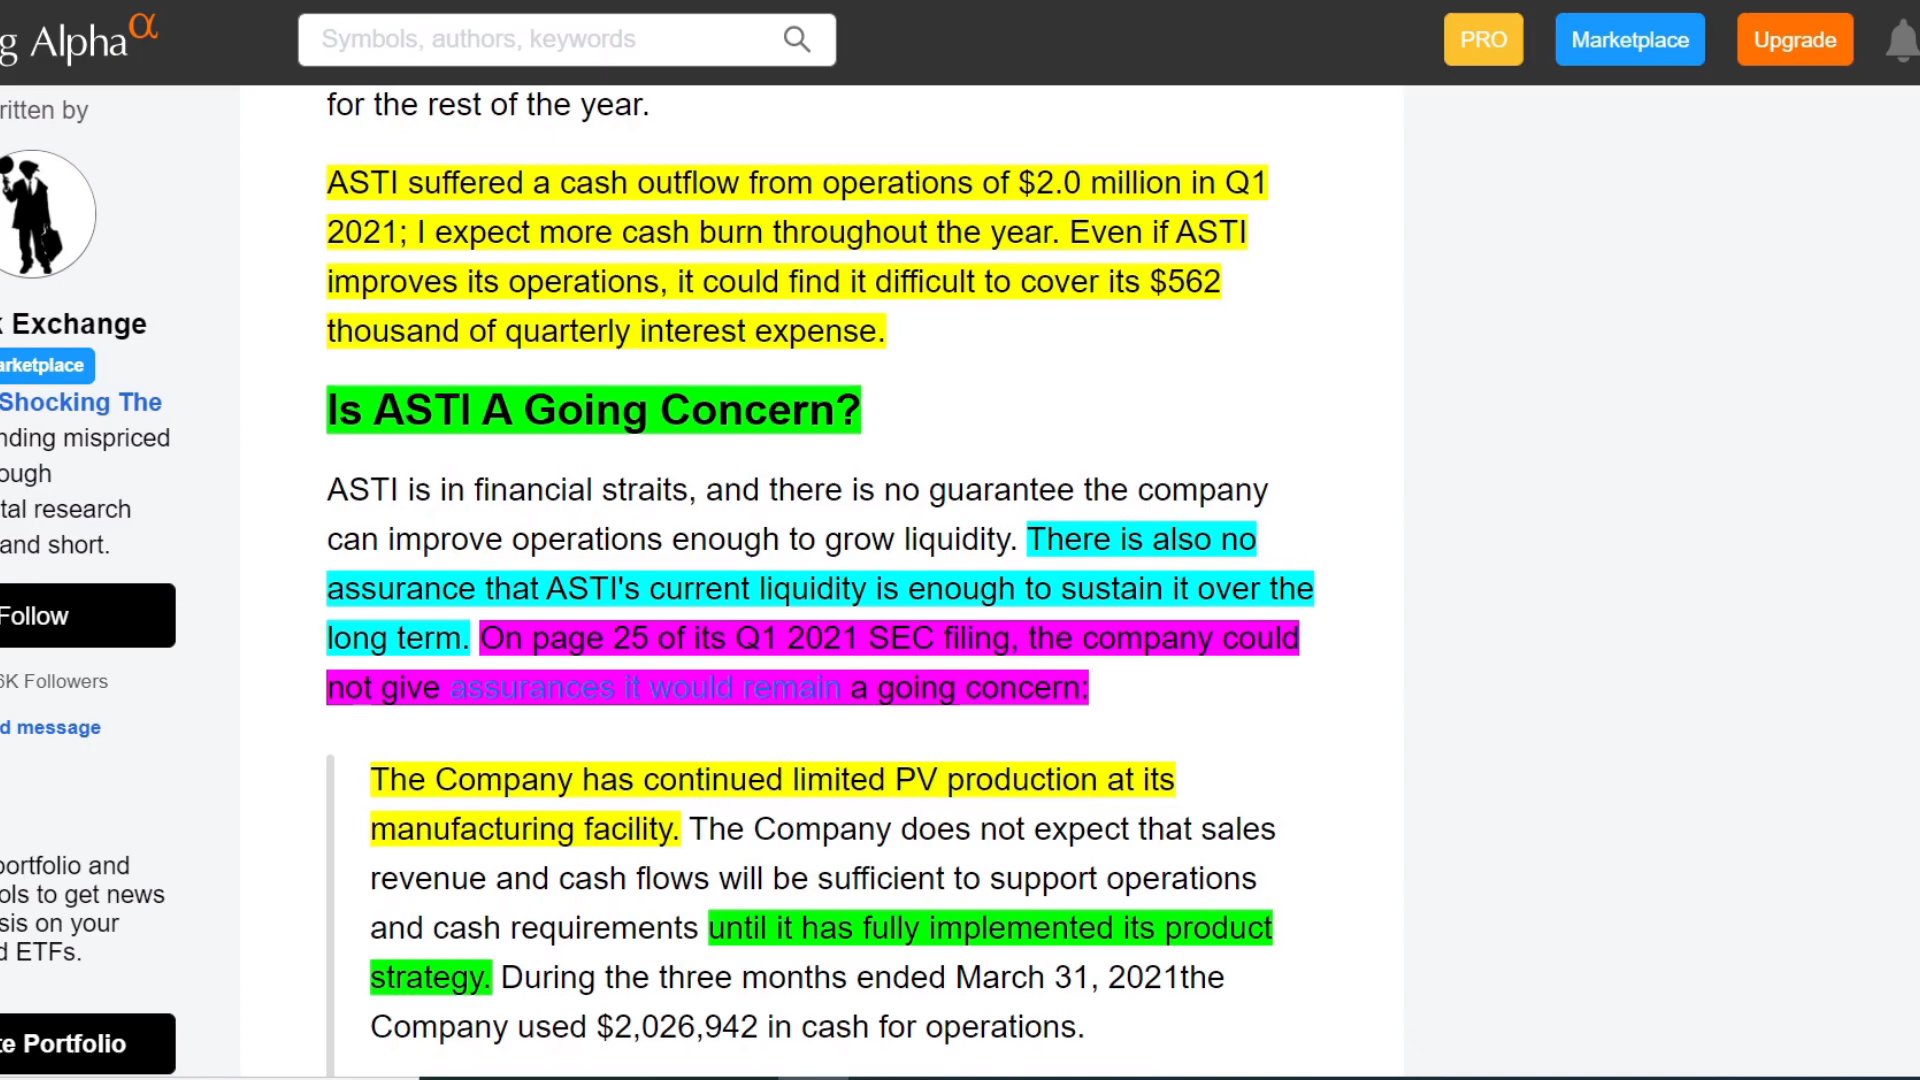 g Alpha α
Symbols, authors, keywords
PRO
Marketplace
Upgrade
ritten by
k Exchange
arketplace
Shocking The
nding mispriced
ough
tal research
and short.
Follow
6K Followers
d message
portfolio and
ols to get news
sis on your
d ETFs.
te Portfolio
for the rest of the year.
ASTI suffered a cash outflow from operations of $2.0 million in Q1
2021; I expect more cash burn throughout the year. Even if ASTI
improves its operations, it could find it difficult to cover its $562
thousand of quarterly interest expense.
Is ASTI A Going Concern?
ASTI is in financial straits, and there is no guarantee the company
can improve operations enough to grow liquidity. There is also no
assurance that ASTI's current liquidity is enough to sustain it over the
long term. On page 25 of its Q1 2021 SEC filing, the company could
not give assurances it would remain a going concern:
The Company has continued limited PV production at its
manufacturing facility. The Company does not expect that sales
revenue and cash flows will be sufficient to support operations
and cash requirements until it has fully implemented its product
strategy. During the three months ended March 31, 2021the
Company used $2,026,942 in cash for operations.